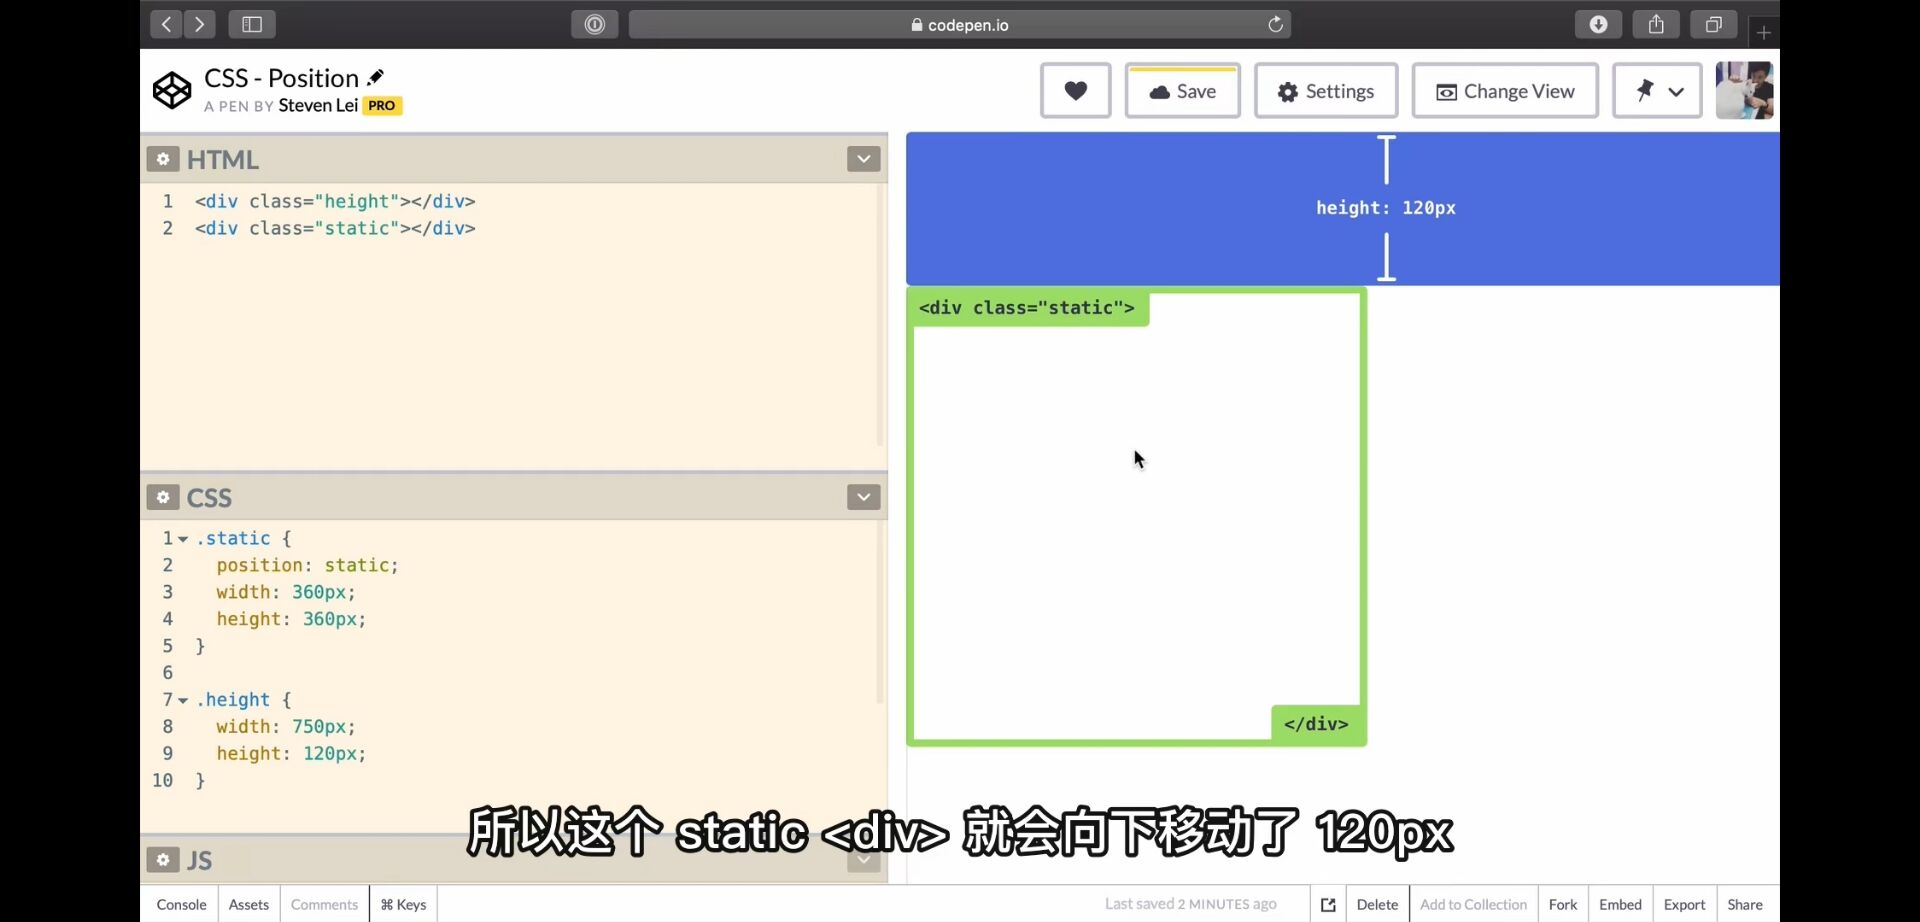 codepen.io
CSS - Position
A PEN BY Steven Lei PRO
Save
Settings
Change View
HTML
1 <div class="height"></div>
2 <div class="static"></div>
CSS
1 .static {
2 position: static;
3 width: 360px;
4 height: 360px;
5 }
6
7 .height {
8 width: 750px;
9 height: 120px;
10 }
JS
height: 120px
<div class="static">
</div>
所以这个 static <div> 就会向下移动了 120px
Console Assets Comments ⌘ Keys
Last saved 2 MINUTES ago Delete Add to Collection Fork Embed Export Share